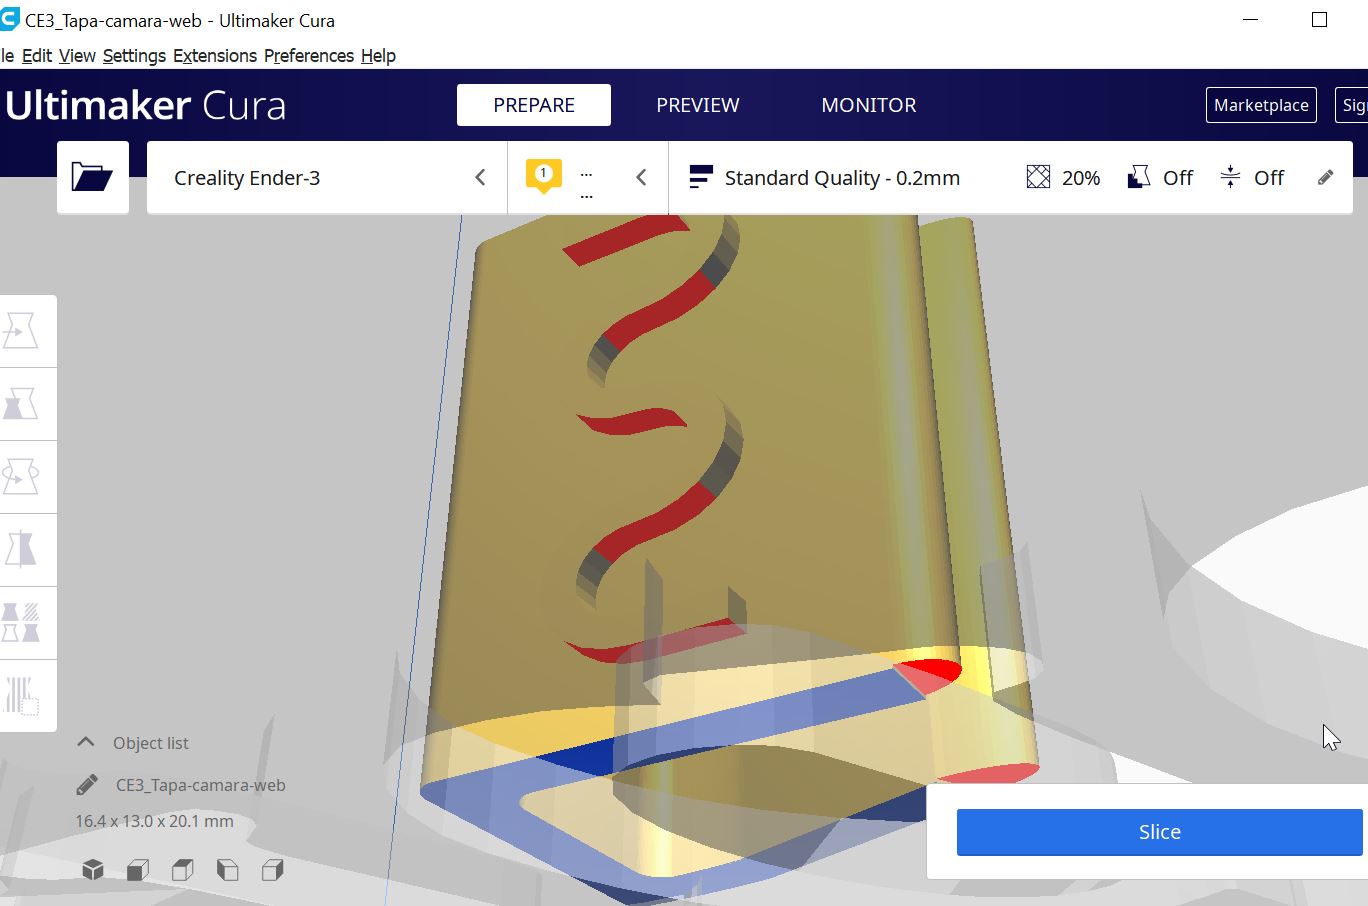 CE3_Tapa-camara-web - Ultimaker Cura
le Edit View Settings Extensions Preferences Help
Ultimaker Cura
PREPARE
PREVIEW
MONITOR
Marketplace
Sig
Creality Ender-3
1
...
...
Standard Quality - 0.2mm
20%
Off
Off
Object list
CE3_Tapa-camara-web
16.4 x 13.0 x 20.1 mm
Slice